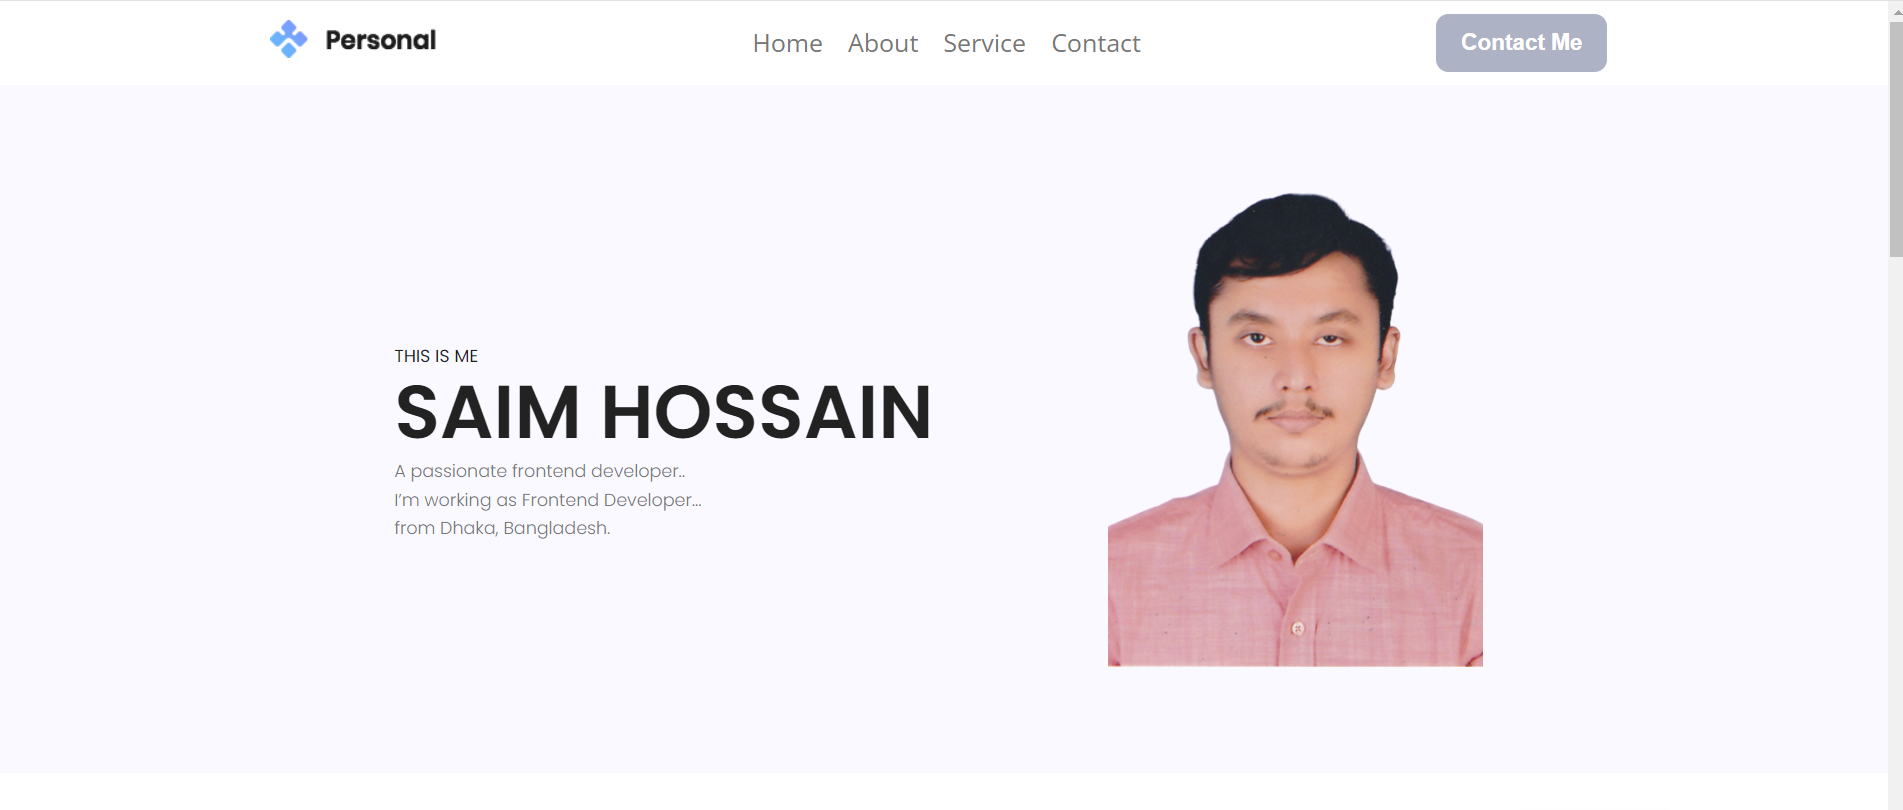 Personal
Home About Service Contact
Contact Me
THIS IS ME
SAIM HOSSAIN
A passionate frontend developer..
I'm working as Frontend Developer...
from Dhaka, Bangladesh.